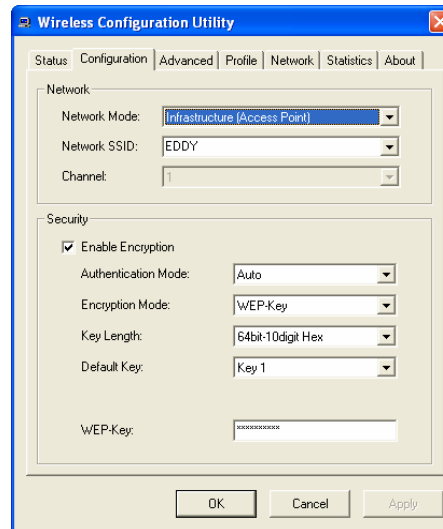 Wireless Configuration Utility
Status Configuration Advanced Profile Network Statistics About
Network
Network Mode: Infrastructure (Access Point)
Network SSID: EDDY
Channel: 1
Security
Enable Encryption
Authentication Mode: Auto
Encryption Mode: WEP-Key
Key Length: 64bit-10digit Hex
Default Key: Key 1
WEP-Key: **********
OK Cancel Apply